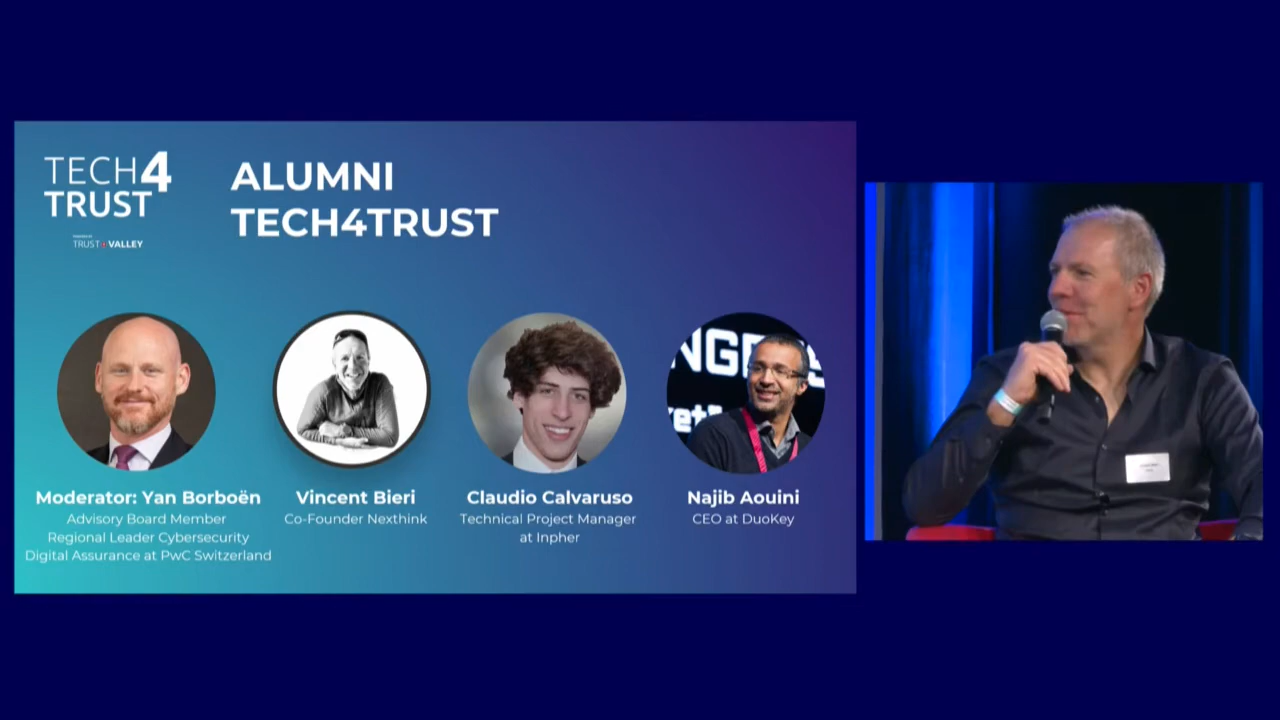 TECH4
TRUST
TRUST VALLEY
ALUMNI
TECH4TRUST
NGRES
Moderator: Yan Borboën
Advisory Board Member
Regional Leader Cybersecurity
Digital Assurance at PwC Switzerland
Vincent Bieri
Co-Founder Nexthink
Claudio Calvaruso
Technical Project Manager
at Inpher
Najib Aouini
CEO at DuoKey